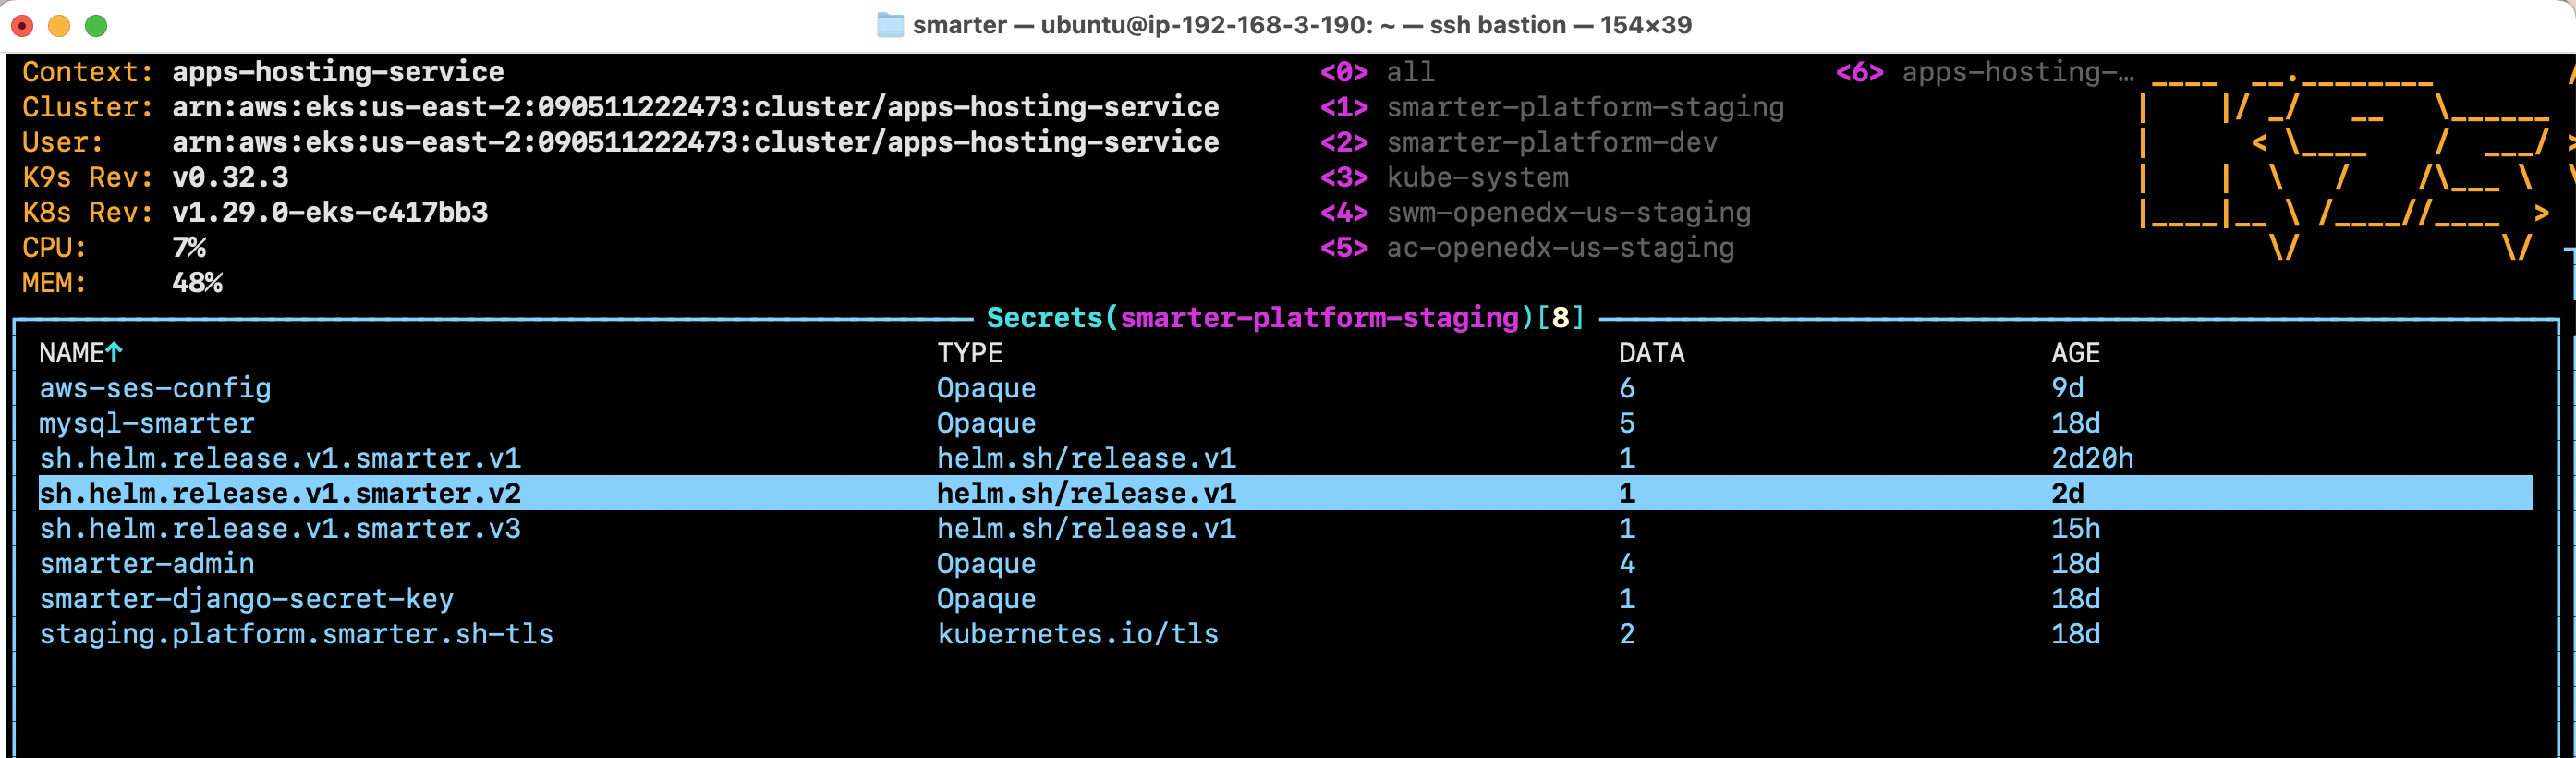 smarter — ubuntu@ip-192-168-3-190: ~ — ssh bastion — 154×39
Context: apps-hosting-service <0> all <6> apps-hosting-…
Cluster: arn:aws:eks:us-east-2:090511222473:cluster/apps-hosting-service <1> smarter-platform-staging
User: arn:aws:eks:us-east-2:090511222473:cluster/apps-hosting-service <2> smarter-platform-dev
K9s Rev: v0.32.3 <3> kube-system
K8s Rev: v1.29.0-eks-c417bb3 <4> swm-openedx-us-staging
CPU: 7% <5> ac-openedx-us-staging
MEM: 48%
Secrets(smarter-platform-staging)[8]
NAME↑ TYPE DATA AGE
aws-ses-config Opaque 6 9d
mysql-smarter Opaque 5 18d
sh.helm.release.v1.smarter.v1 helm.sh/release.v1 1 2d20h
sh.helm.release.v1.smarter.v2 helm.sh/release.v1 1 2d
sh.helm.release.v1.smarter.v3 helm.sh/release.v1 1 15h
smarter-admin Opaque 4 18d
smarter-django-secret-key Opaque 1 18d
staging.platform.smarter.sh-tls kubernetes.io/tls 2 18d